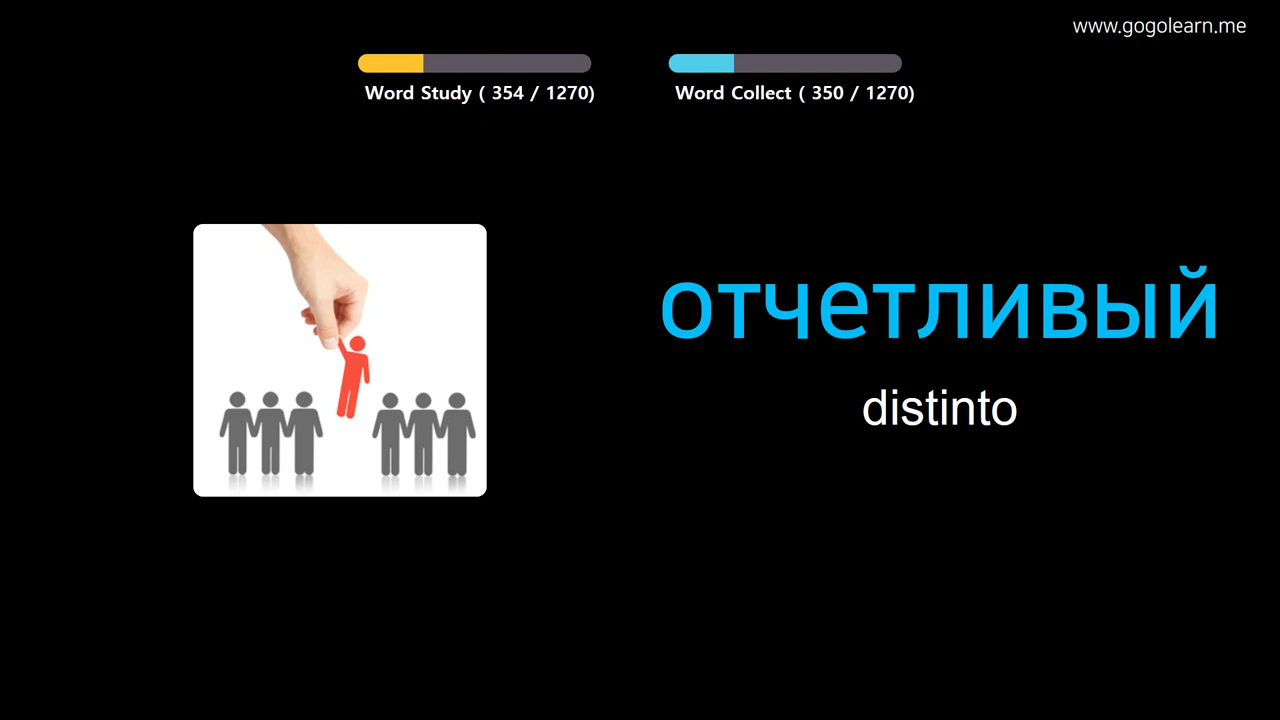 www.gogolearn.me
Word Study ( 354 / 1270)
Word Collect ( 350 / 1270)
отчетливый
distinto